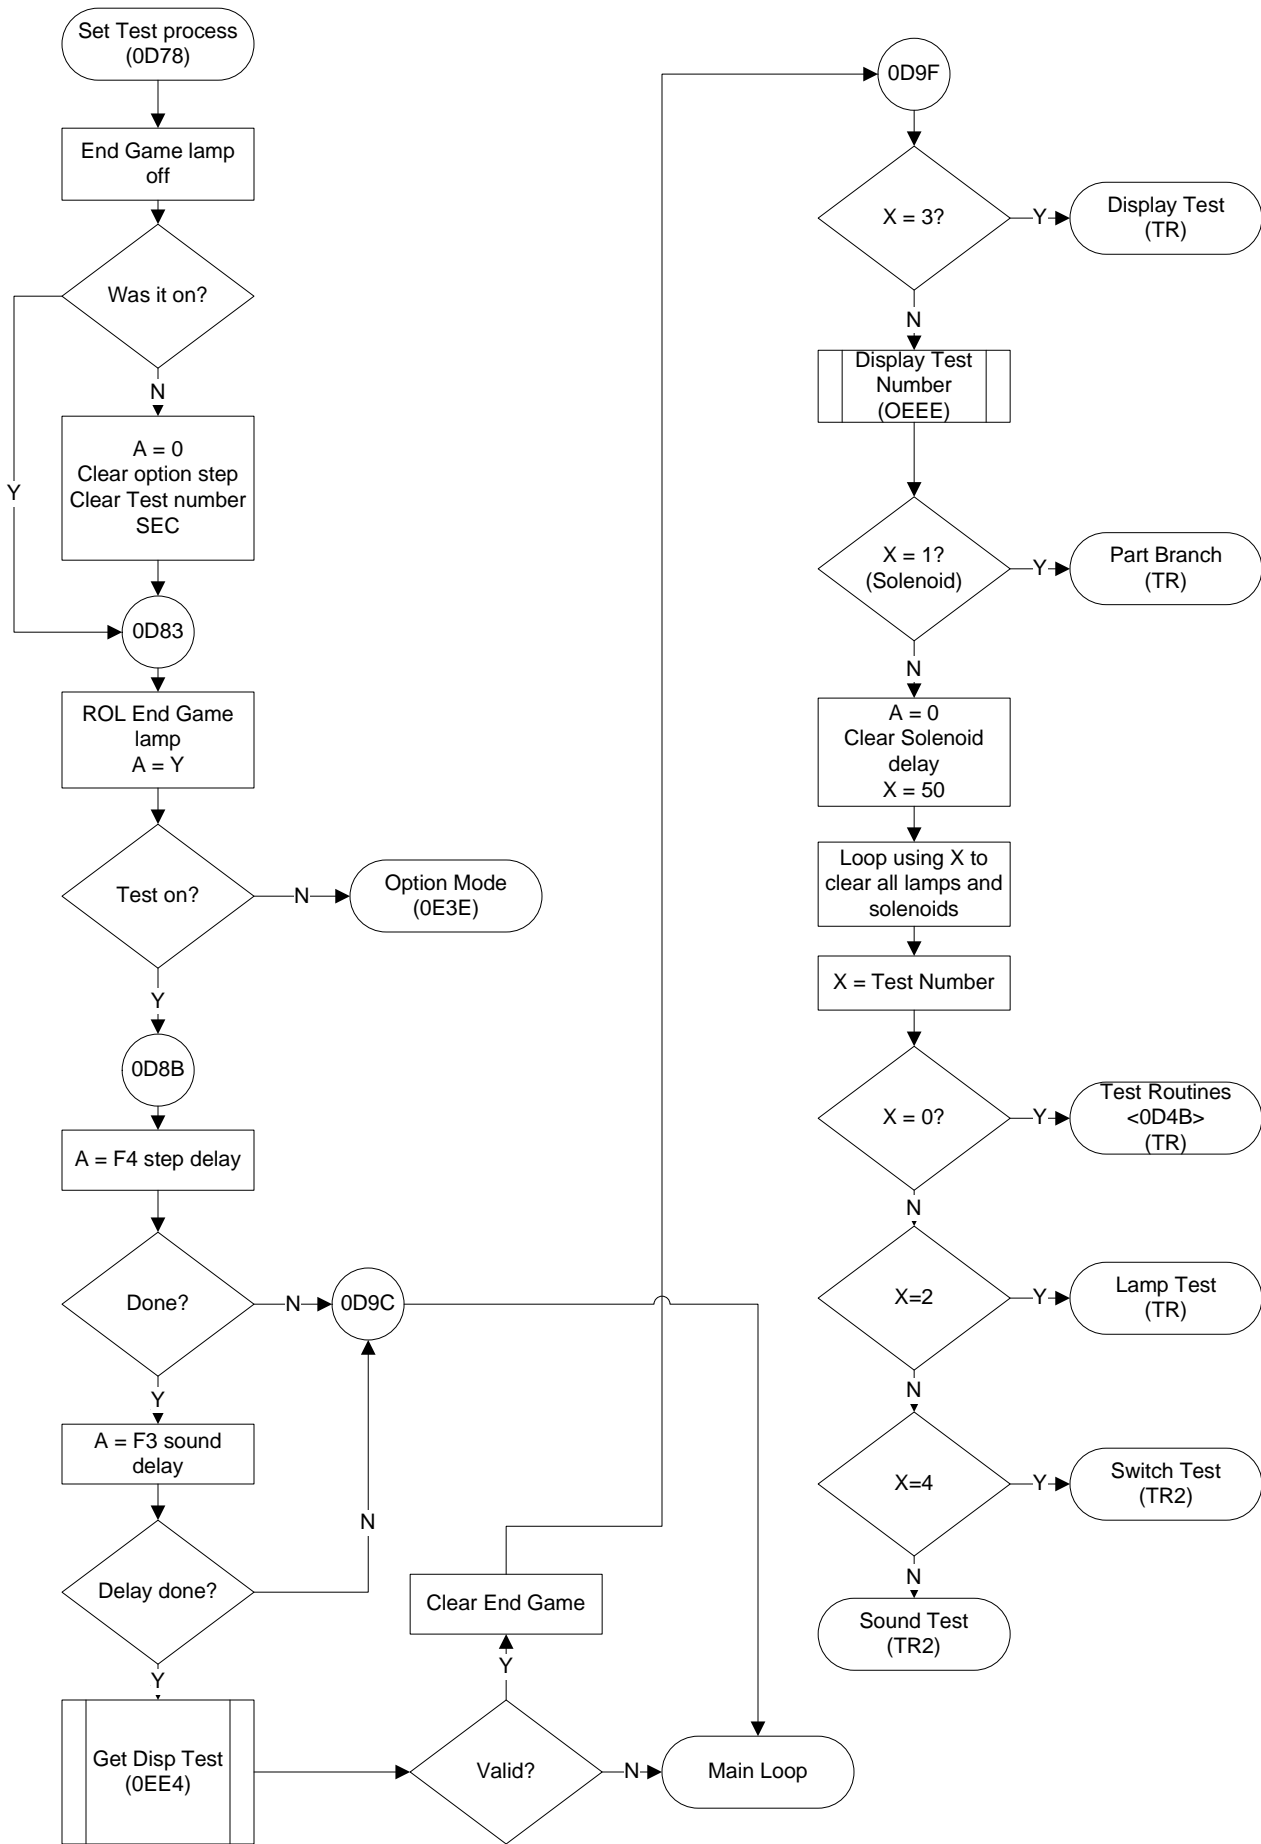 Set Test process
(0D78)
End Game lamp
off
Was it on?
N
Y
A = 0
Clear option step
Clear Test number
SEC
0D83
ROL End Game
lamp
A = Y
Test on?
N
Option Mode
(0E3E)
Y
0D8B
A = F4 step delay
Done?
N
0D9C
Y
A = F3 sound
delay
Delay done?
N
Y
Get Disp Test
(0EE4)
Valid?
Y
Clear End Game
N
Main Loop
0D9F
X = 3?
Y
Display Test
(TR)
N
Display Test
Number
(OEEE)
X = 1?
(Solenoid)
Y
Part Branch
(TR)
N
A = 0
Clear Solenoid
delay
X = 50
Loop using X to
clear all lamps and
solenoids
X = Test Number
X = 0?
Y
Test Routines
<0D4B>
(TR)
N
X=2
Y
Lamp Test
(TR)
N
X=4
Y
Switch Test
(TR2)
N
Sound Test
(TR2)